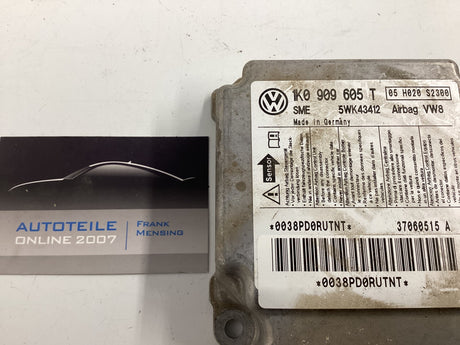 AUTOTEILE
ONLINE 2007
FRANK
MENSING
1K0 909 605 T
05 H020 S2300
SME 5WK43412 Airbag VW8
Made in Germany
Sensor
*0038PD0RUTNT* 37060515 A
*0038PD0RUTNT*